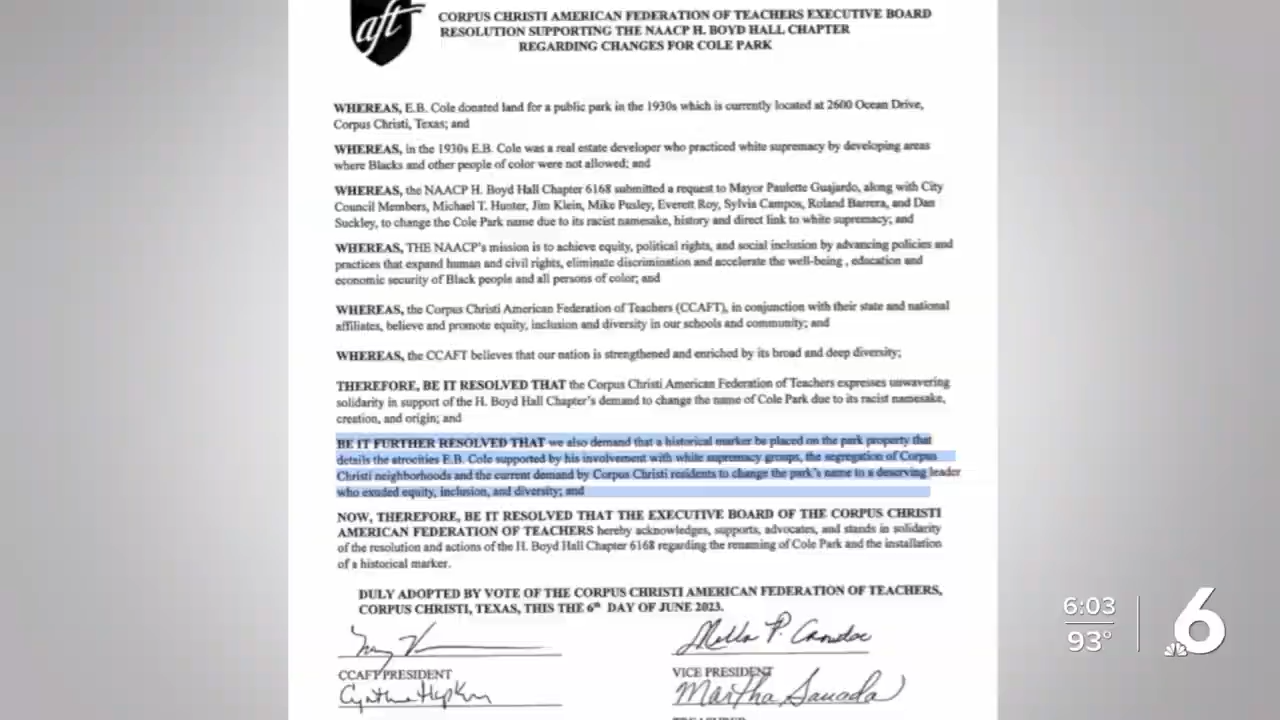 aft
CORPUS CHRISTI AMERICAN FEDERATION OF TEACHERS EXECUTIVE BOARD
RESOLUTION SUPPORTING THE NAACP H. BOYD HALL CHAPTER
REGARDING CHANGES FOR COLE PARK
WHEREAS, E.B. Cole donated land for a public park in the 1930s which is currently located at 2600 Ocean Drive,
Corpus Christi, Texas; and
WHEREAS, in the 1930s E.B. Cole was a real estate developer who practiced white supremacy by developing areas
where Blacks and other people of color were not allowed; and
WHEREAS, the NAACP H. Boyd Hall Chapter 6168 submitted a request to Mayor Paulette Guajardo, along with City
Council Members, Michael T. Hunter, Jim Klein, Mike Pusley, Everett Roy, Sylvia Campos, Roland Barrera, and Dan
Suckley, to change the Cole Park name due to its racist namesake, history and direct link to white supremacy; and
WHEREAS, THE NAACP's mission is to achieve equity, political rights, and social inclusion by advancing policies and
practices that expand human and civil rights, eliminate discrimination and accelerate the well-being , education and
economic security of Black people and all persons of color; and
WHEREAS, the Corpus Christi American Federation of Teachers (CCAFT), in conjunction with their state and national
affiliates, believe and promote equity, inclusion and diversity in our schools and community; and
WHEREAS, the CCAFT believes that our nation is strengthened and enriched by its broad and deep diversity;
THEREFORE, BE IT RESOLVED THAT the Corpus Christi American Federation of Teachers expresses unwavering
solidarity in support of the H. Boyd Hall Chapter's demand to change the name of Cole Park due to its racist namesake,
creation, and origin; and
BE IT FURTHER RESOLVED THAT we also demand that a historical marker be placed on the park property that
details the atrocities E.B. Cole supported by his involvement with white supremacy groups, the segregation of Corpus
Christi neighborhoods and the current demand by Corpus Christi residents to change the park's name to a deserving leader
who exuded equity, inclusion, and diversity; and
NOW, THEREFORE, BE IT RESOLVED THAT THE EXECUTIVE BOARD OF THE CORPUS CHRISTI
AMERICAN FEDERATION OF TEACHERS hereby acknowledges, supports, advocates, and stands in solidarity
of the resolution and actions of the H. Boyd Hall Chapter 6168 regarding the renaming of Cole Park and the installation
of a historical marker.
DULY ADOPTED BY VOTE OF THE CORPUS CHRISTI AMERICAN FEDERATION OF TEACHERS,
CORPUS CHRISTI, TEXAS, THIS THE 6th DAY OF JUNE 2023.
CCAFT PRESIDENT
VICE PRESIDENT
Martha
6:03
93°
6